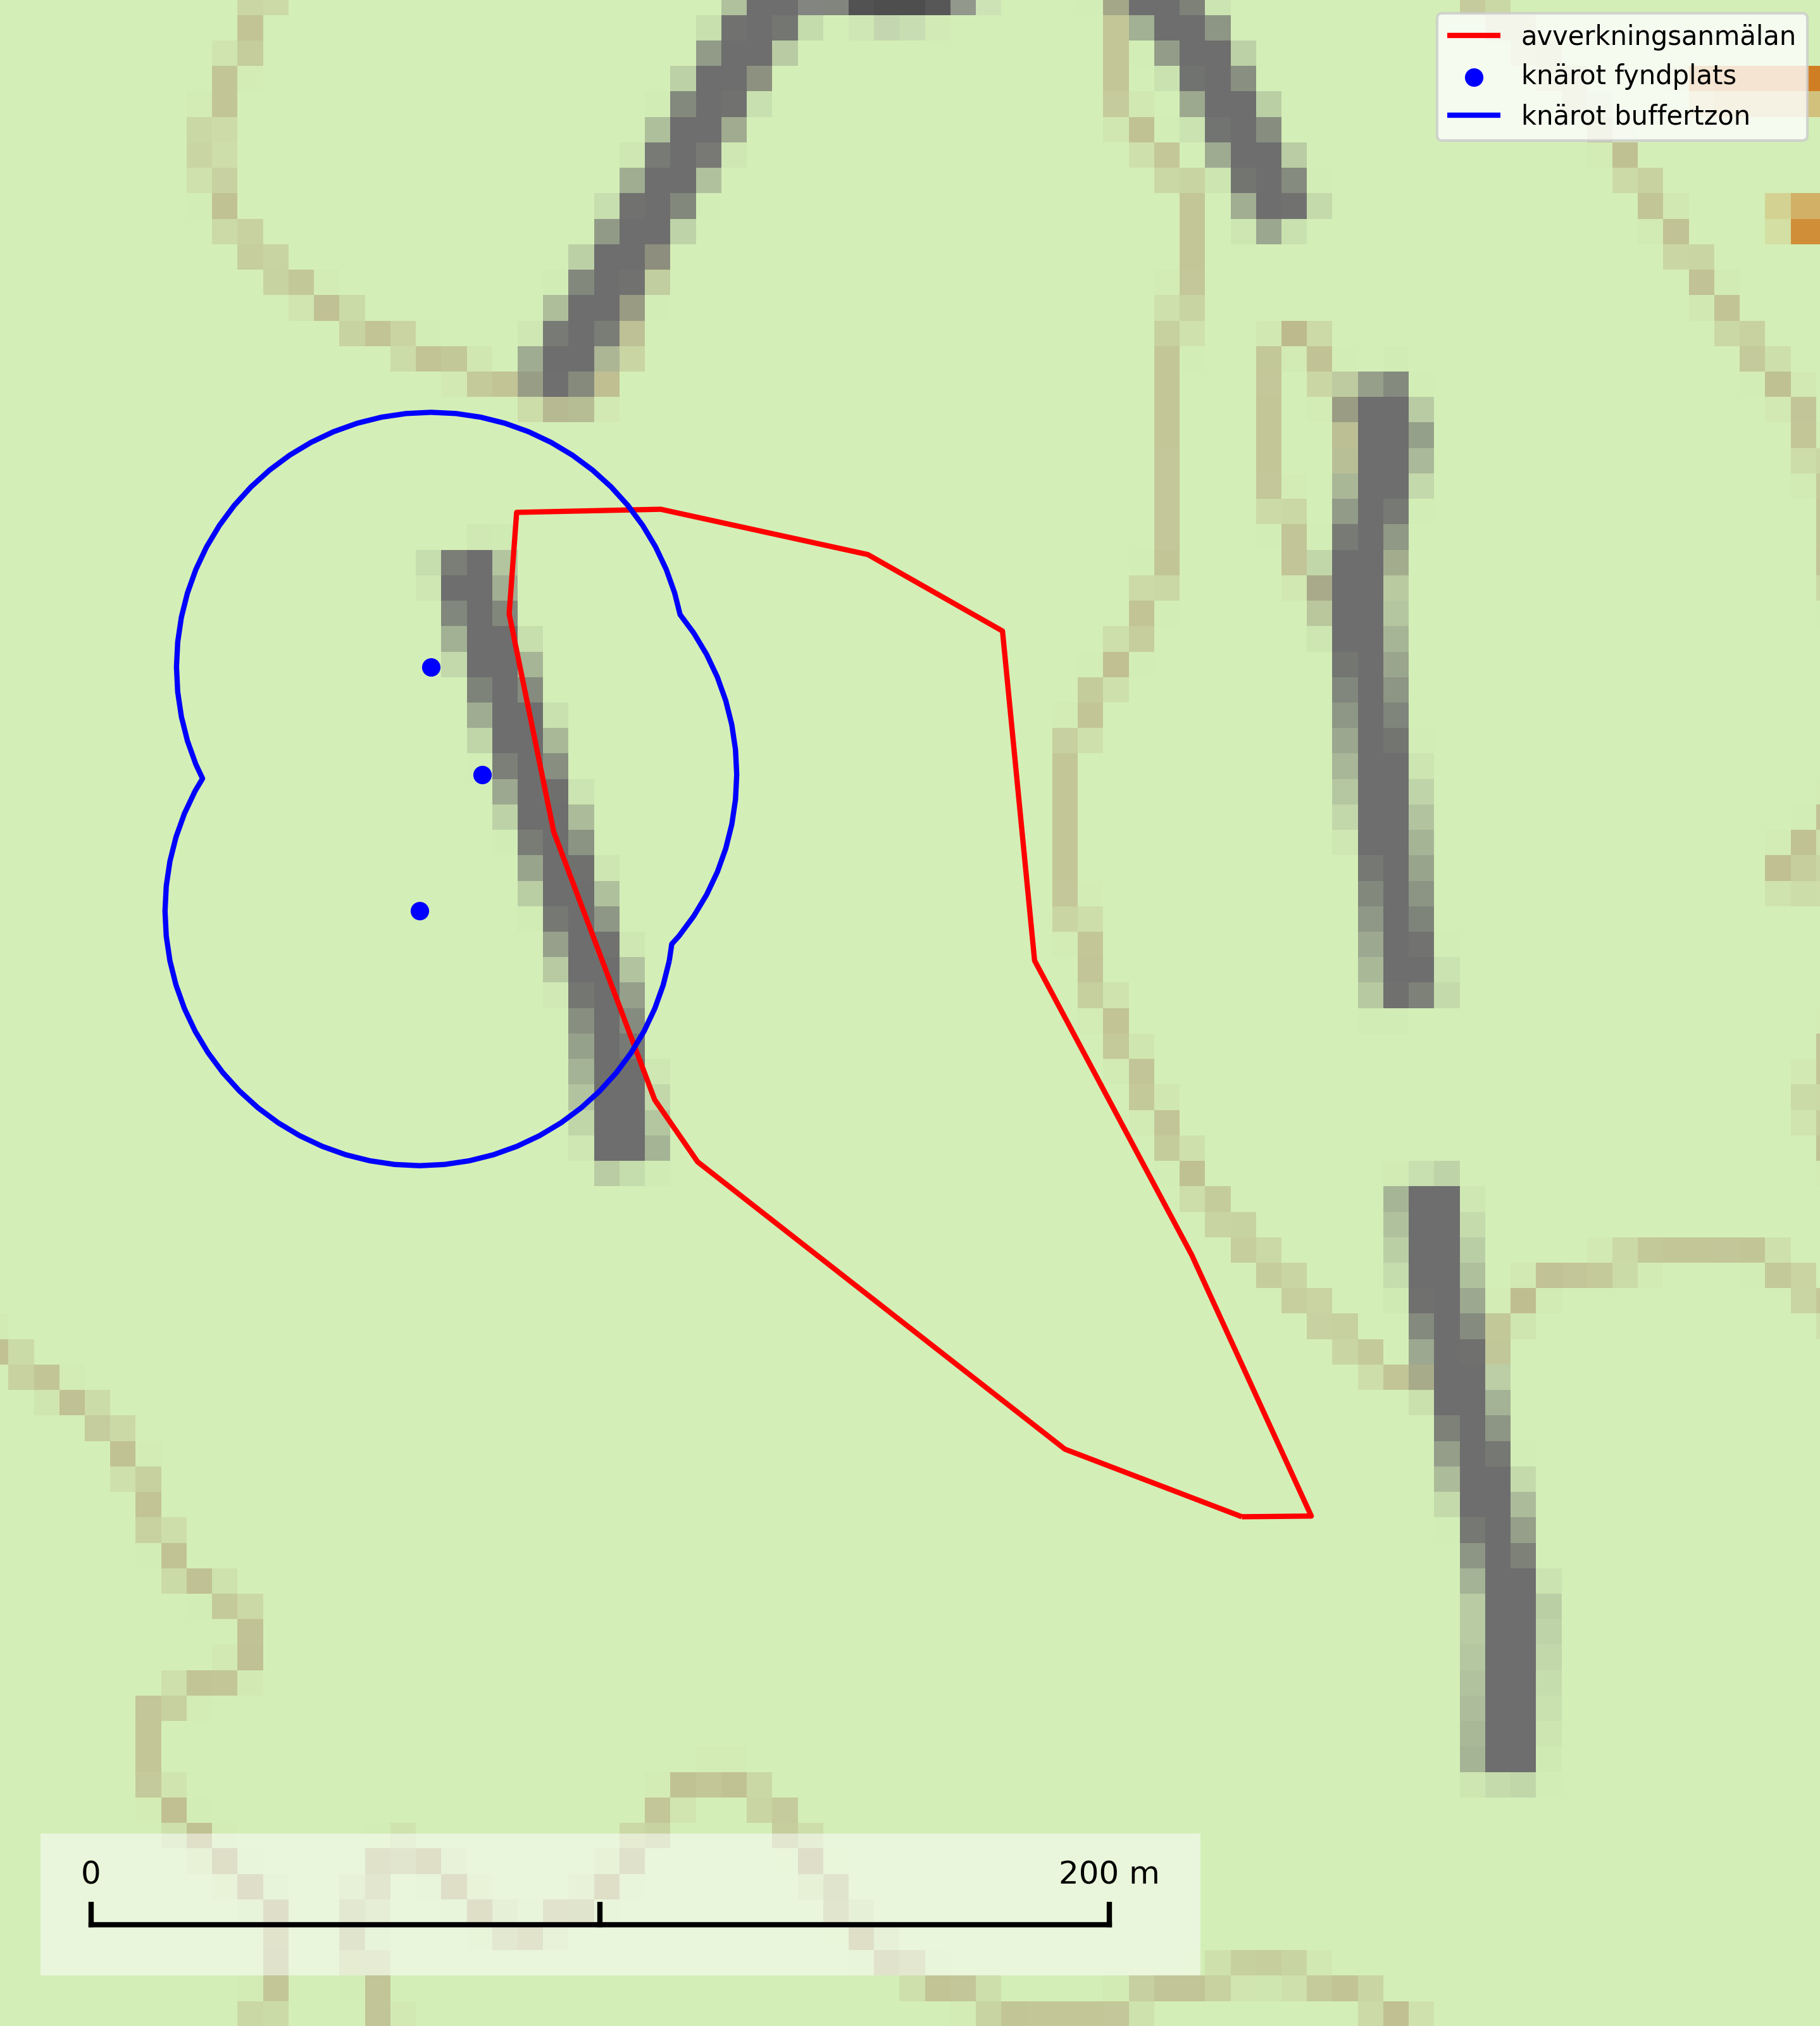 avverkningsanmälan
knärot fyndplats
knärot buffertzon
0 200 m